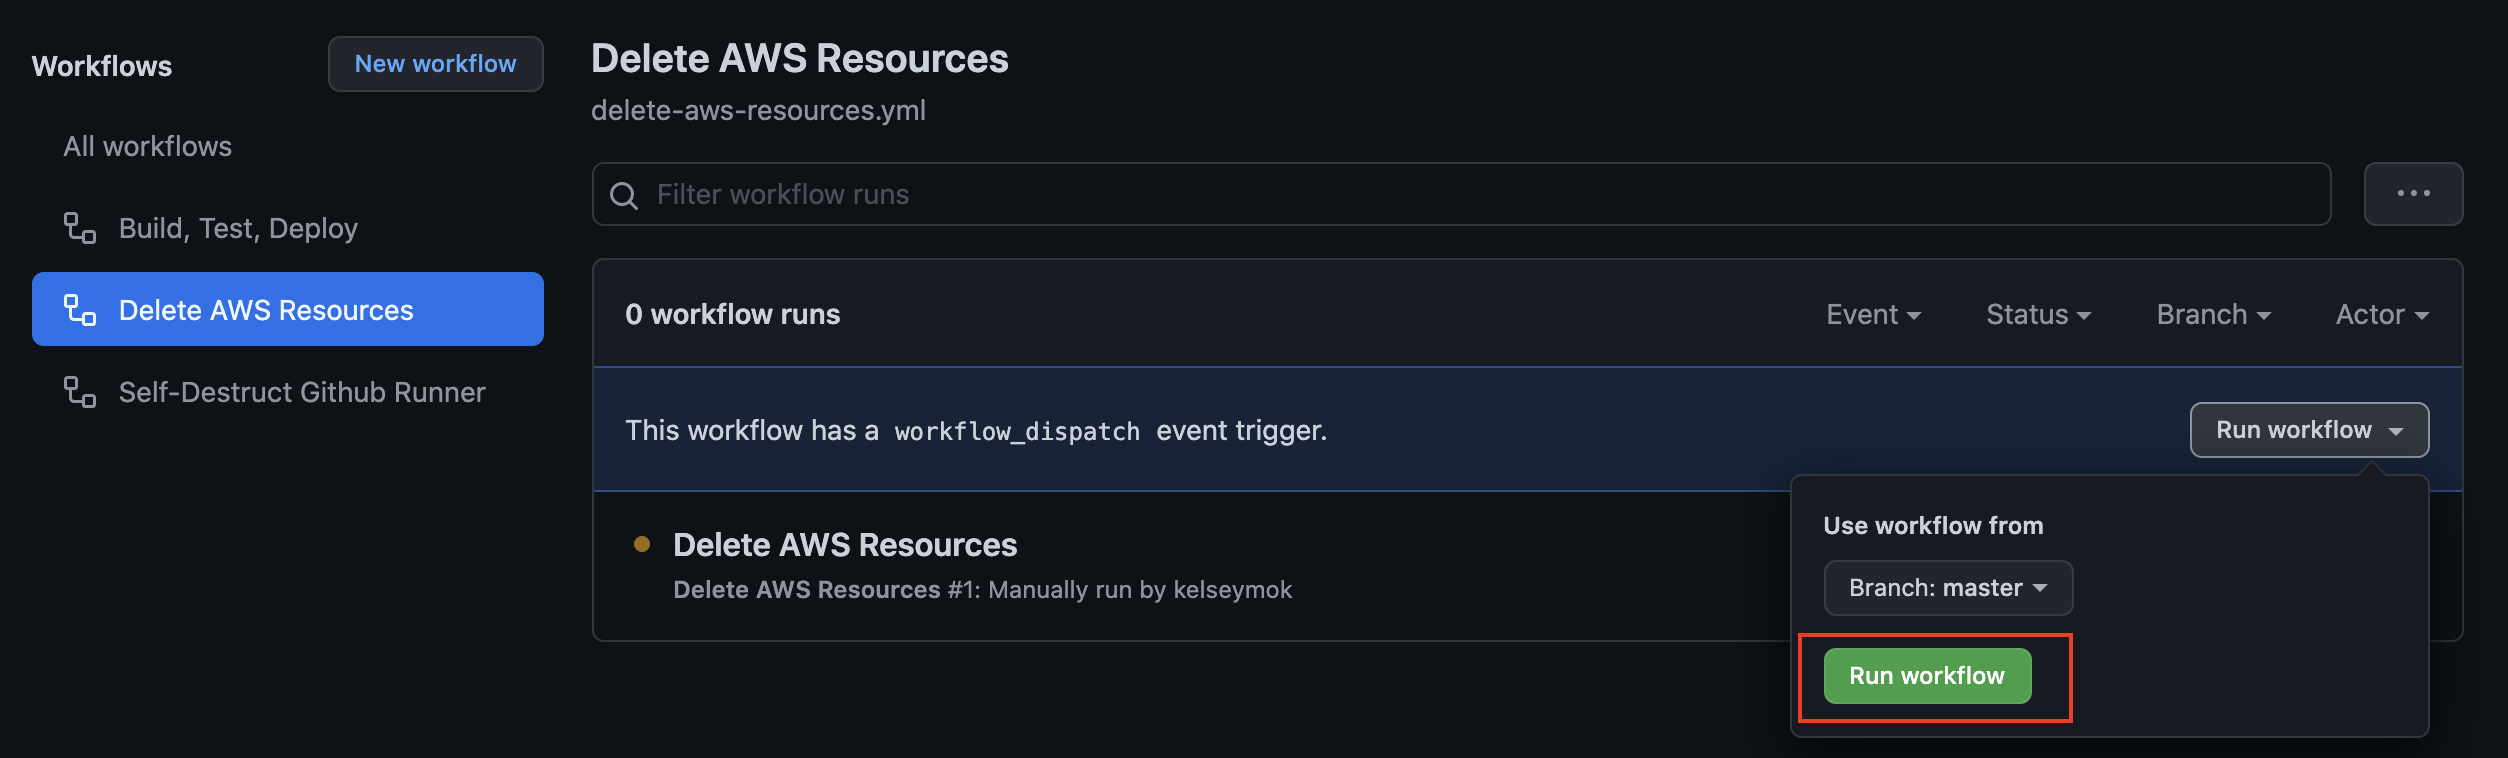 Workflows
New workflow
All workflows
Build, Test, Deploy
Delete AWS Resources
Self-Destruct Github Runner
Delete AWS Resources
delete-aws-resources.yml
Filter workflow runs
0 workflow runs
Event
Status
Branch
Actor
This workflow has a workflow_dispatch event trigger.
Run workflow
Delete AWS Resources
Delete AWS Resources #1: Manually run by kelseymok
Use workflow from
Branch: master
Run workflow